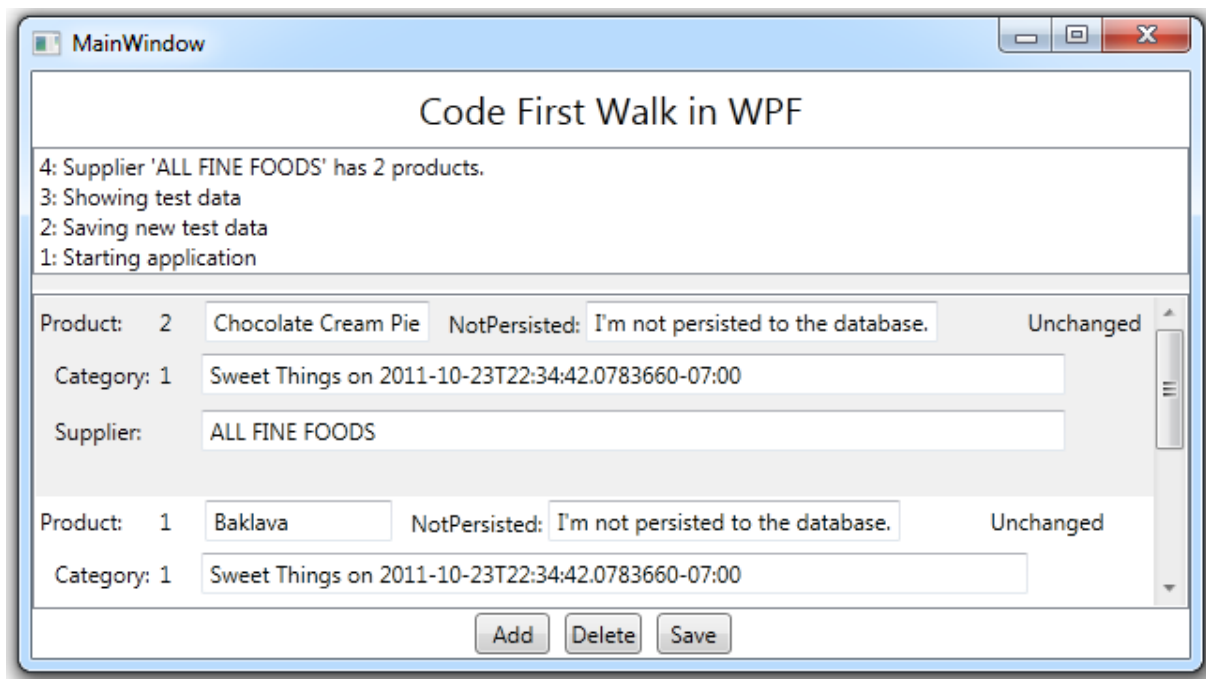 MainWindow
Code First Walk in WPF
4: Supplier 'ALL FINE FOODS' has 2 products.
3: Showing test data
2: Saving new test data
1: Starting application
Product: 2 Chocolate Cream Pie NotPersisted: I'm not persisted to the database. Unchanged
Category: 1 Sweet Things on 2011-10-23T22:34:42.0783660-07:00
Supplier: ALL FINE FOODS
Product: 1 Baklava NotPersisted: I'm not persisted to the database. Unchanged
Category: 1 Sweet Things on 2011-10-23T22:34:42.0783660-07:00
Add Delete Save